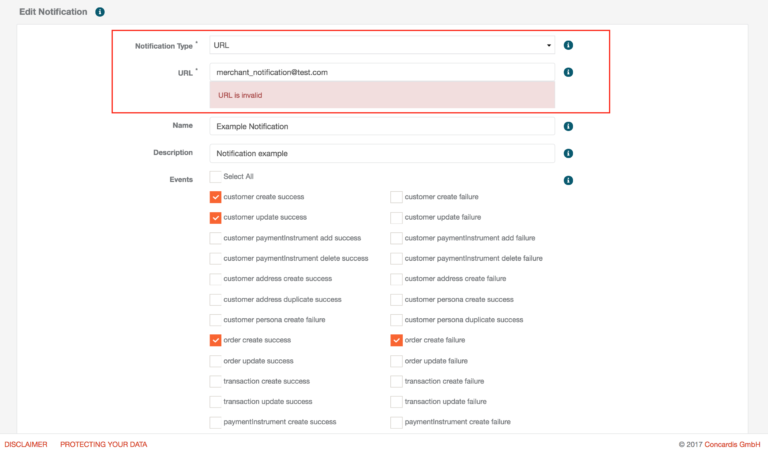 Edit Notification
Notification Type * URL
URL * merchant_notification@test.com
URL is invalid
Name Example Notification
Description Notification example
Events Select All
customer create success customer create failure
customer update success customer update failure
customer paymentInstrument add success customer paymentInstrument add failure
customer paymentInstrument delete success customer paymentInstrument delete failure
customer address create success customer address create failure
customer address duplicate success customer persona create success
customer persona create failure customer persona duplicate success
order create success order create failure
order update success order update failure
transaction create success transaction create failure
transaction update success transaction update failure
paymentInstrument create success paymentInstrument create failure
DISCLAIMER PROTECTING YOUR DATA © 2017 Concardis GmbH